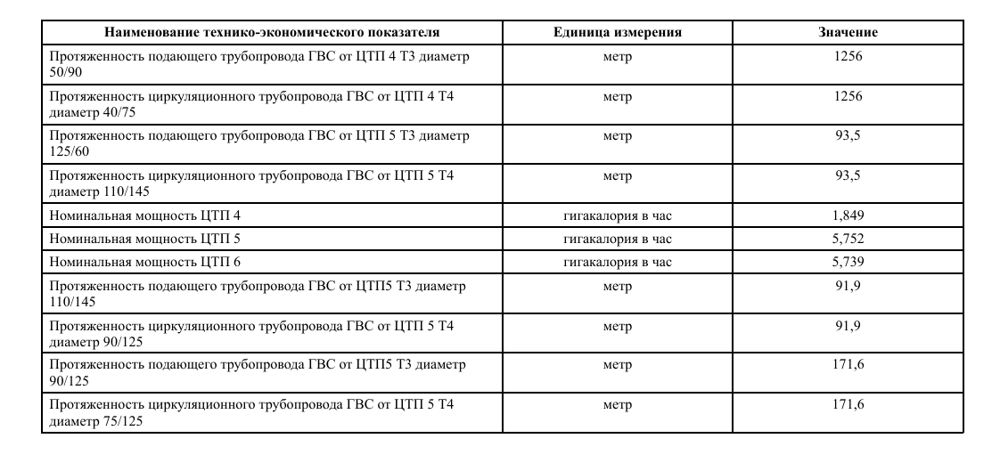 Наименование технико-экономического показателя Единица измерения Значение
Протяженность подающего трубопровода ГВС от ЦТП 4 Т3 диаметр метр 1256
50/90
Протяженность циркуляционного трубопровода ГВС от ЦТП 4 Т4 метр 1256
диаметр 40/75
Протяженность подающего трубопровода ГВС от ЦТП 5 Т3 диаметр метр 93,5
125/60
Протяженность циркуляционного трубопровода ГВС от ЦТП 5 Т4 метр 93,5
диаметр 110/145
Номинальная мощность ЦТП 4 гигакалория в час 1,849
Номинальная мощность ЦТП 5 гигакалория в час 5,752
Номинальная мощность ЦТП 6 гигакалория в час 5,739
Протяженность подающего трубопровода ГВС от ЦТП5 Т3 диаметр метр 91,9
110/145
Протяженность циркуляционного трубопровода ГВС от ЦТП 5 Т4 метр 91,9
диаметр 90/125
Протяженность подающего трубопровода ГВС от ЦТП5 Т3 диаметр метр 171,6
90/125
Протяженность циркуляционного трубопровода ГВС от ЦТП 5 Т4 метр 171,6
диаметр 75/125